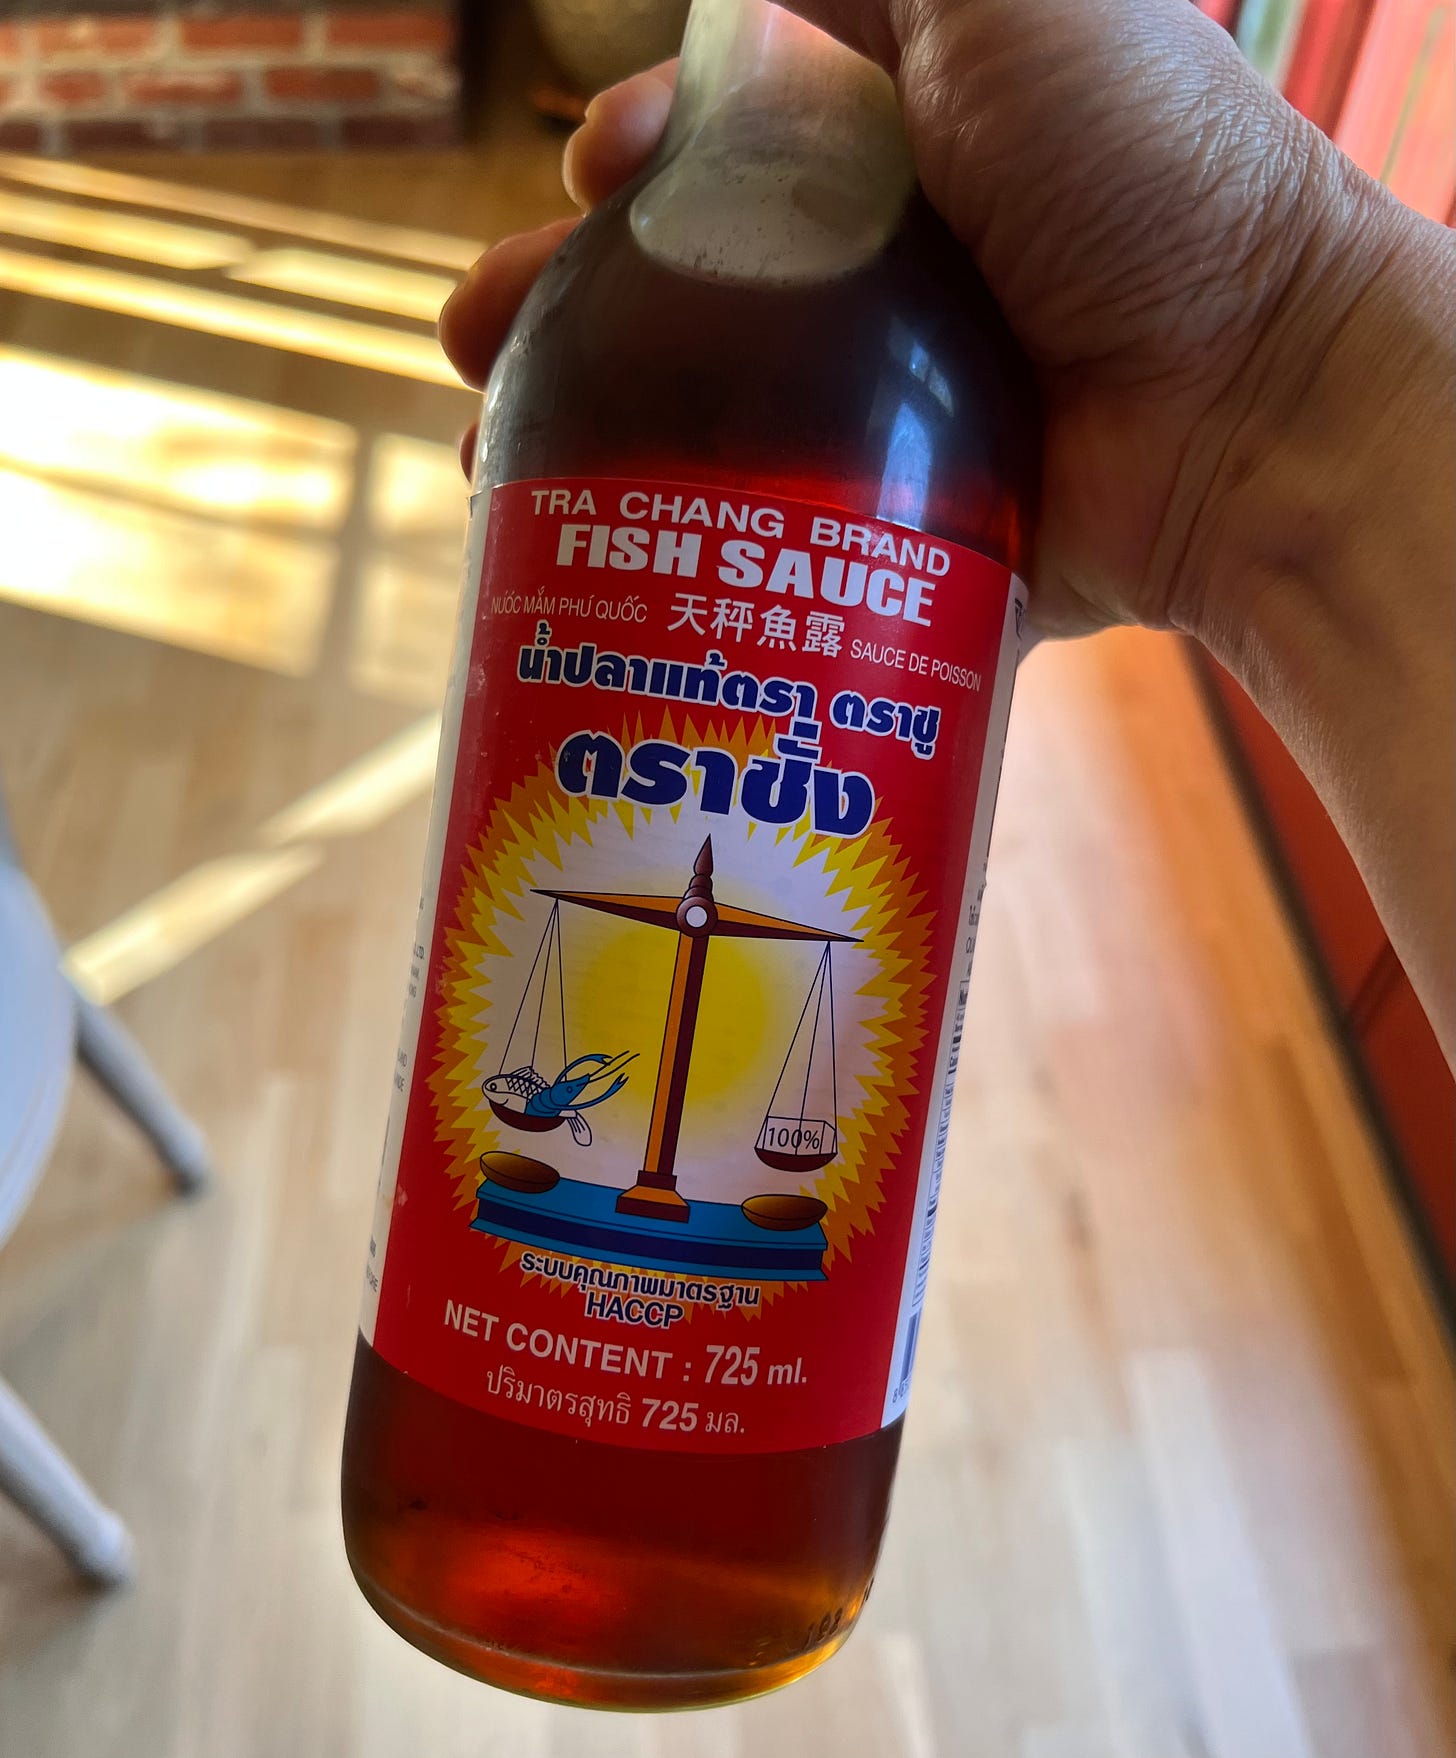 TRA CHANG BRAND
FISH SAUCE
NƯỚC MẮM PHÚ QUỐC 天秤魚露 SAUCE DE POISSON
น้ำปลาแท้ตรา ตราชู
ตราชั่ง
100%
ระบบคุณภาพมาตรฐาน
HACCP
NET CONTENT : 725 ml.
ปริมาตรสุทธิ 725 มล.